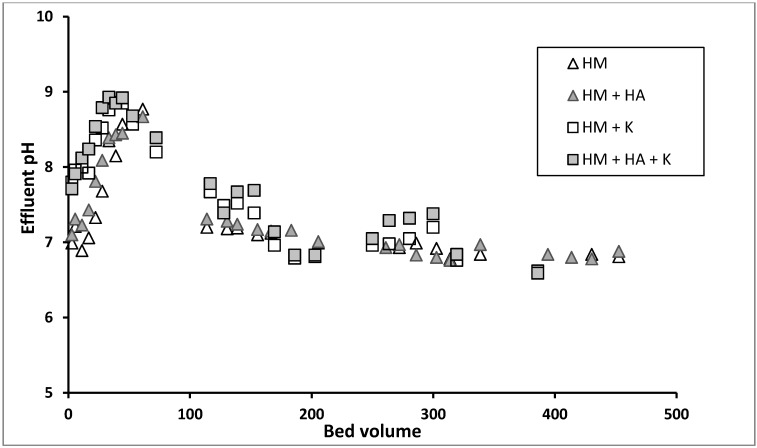 10
9
8
7
6
5
Effluent pH
HM
HM + HA
HM + K
HM + HA + K
0 100 200 300 400 500
Bed volume